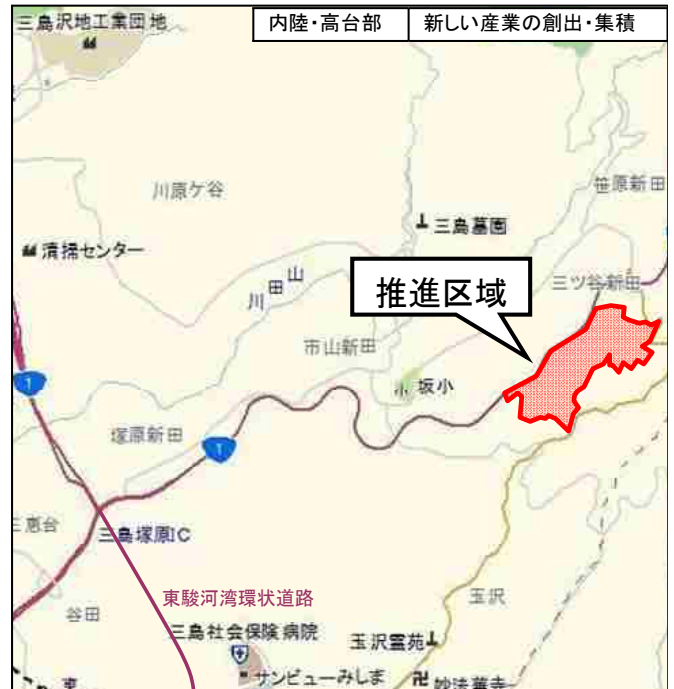 三島沢地工業団地
内陸・高台部 新しい産業の創出・集積
川原ケ谷
笹原新田
三島墓園
清掃センター
川田山
三ツ谷新田
推進区域
市山新田
坂小
1
塚原新田
1
三恵台
三島塚原IC
東駿河湾環状道路
谷田
玉沢
三島社会保険病院
玉沢霊苑
サンビューみしま
妙法華寺
東